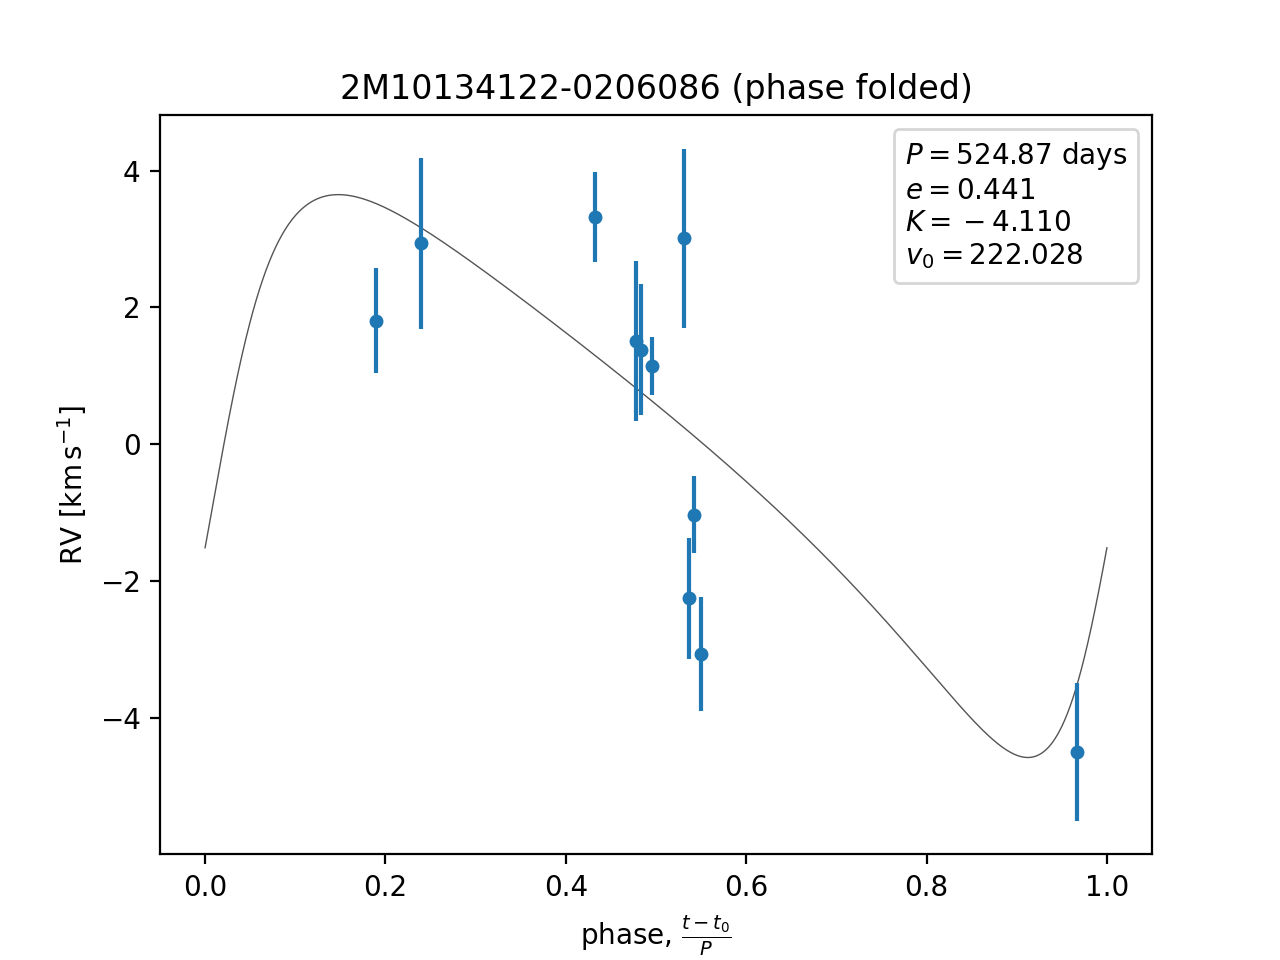 2M10134122-0206086 (phase folded)
P = 524.87 days
e = 0.441
K = −4.110
v₀ = 222.028
4
2
0
−2
−4
RV [km s⁻¹]
0.0 0.2 0.4 0.6 0.8 1.0
phase, (t − t₀)/P